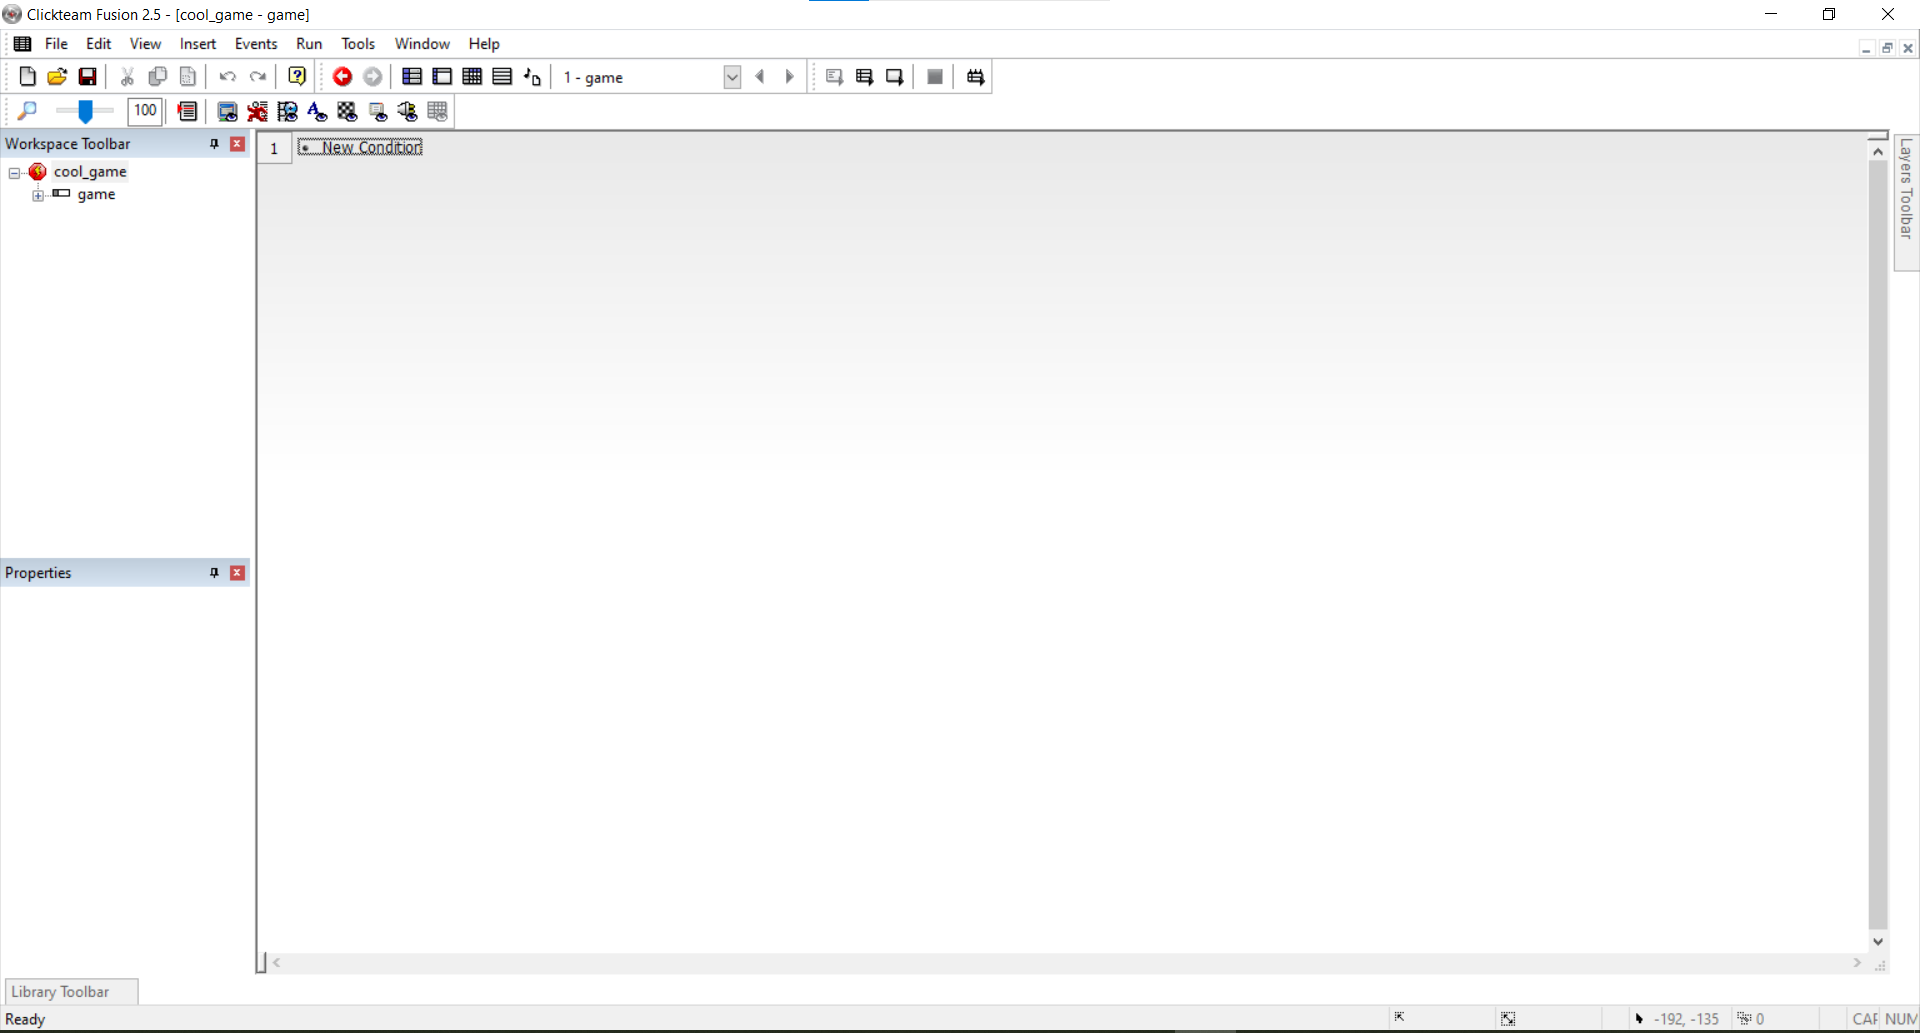 Clickteam Fusion 2.5 - [cool_game - game]
File Edit View Insert Events Run Tools Window Help
1 - game
100
Workspace Toolbar
cool_game
game
1 New Condition
Layers Toolbar
Properties
Library Toolbar
Ready
-192, -135
0
CAF NUM